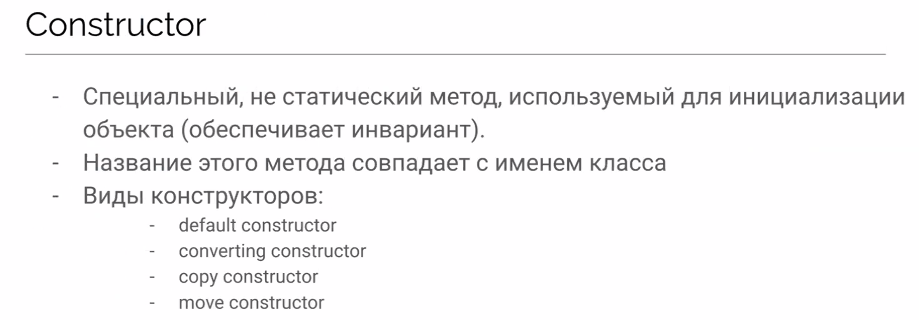 Constructor
- Специальный, не статический метод, используемый для инициализации
объекта (обеспечивает инвариант).
- Название этого метода совпадает с именем класса
- Виды конструкторов:
- default constructor
- converting constructor
- copy constructor
- move constructor